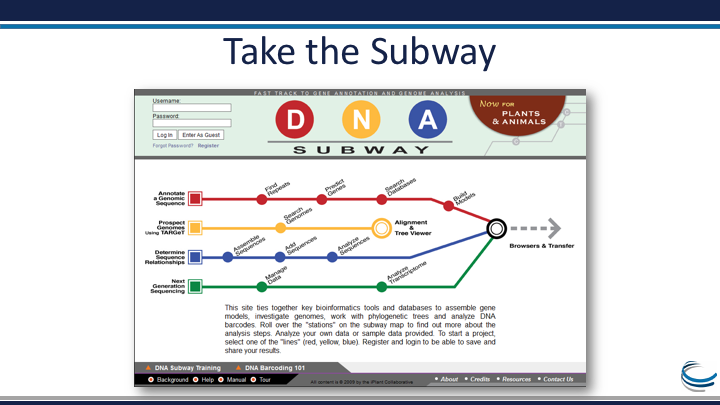 Take the Subway
FAST TRACK TO GENE ANNOTATION AND GENOME ANALYSIS
Username:
Password:
Log In
Enter As Guest
Forgot Password? Register
D N A
SUBWAY
Now FOR
PLANTS
& ANIMALS
Annotate
a Genomic
Sequence
Find
Repeats
Predict
Genes
Search
Databases
Build
Models
Prospect
Genomes
Using TARGeT
Search
Genomes
Alignment
&
Tree Viewer
Determine
Sequence
Relationships
Assemble
Sequences
Add
Sequences
Analyze
Sequences
Browsers & Transfer
Next
Generation
Sequencing
Manage
Data
Analyze
Transcriptome
This site ties together key bioinformatics tools and databases to assemble gene
models, investigate genomes, work with phylogenetic trees and analyze DNA
barcodes. Roll over the "stations" on the subway map to find out more about the
analysis steps. Analyze your own data or sample data provided. To start a project,
select one of the "lines" (red, yellow, blue). Register and login to be able to save and
share your results.
DNA Subway Training
DNA Barcoding 101
Background
Help
Manual
Tour
All content is © 2009 by the iPlant Collaborative
About
Credits
Resources
Contact Us